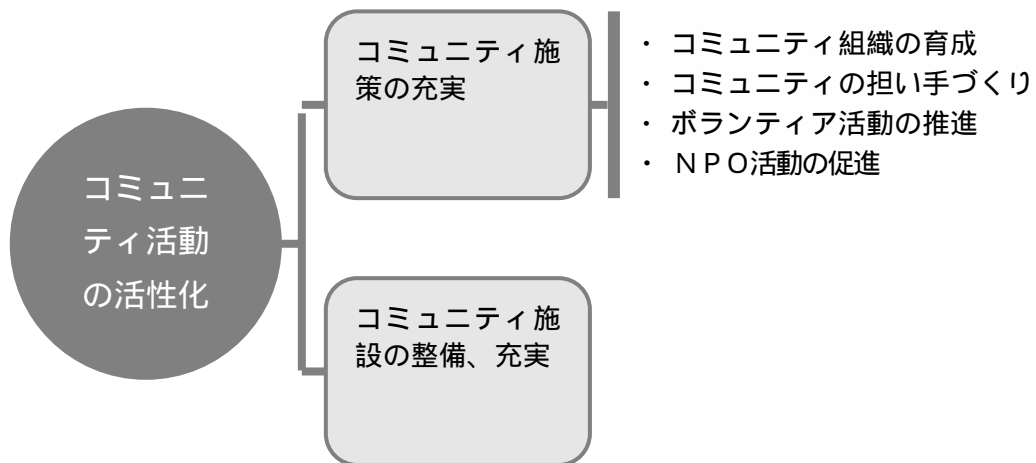 コミュニ
ティ活動
の活性化
コミュニティ施
策の充実
・ コミュニティ組織の育成
・ コミュニティの担い手づくり
・ ボランティア活動の推進
・ ＮＰＯ活動の促進
コミュニティ施
設の整備、充実